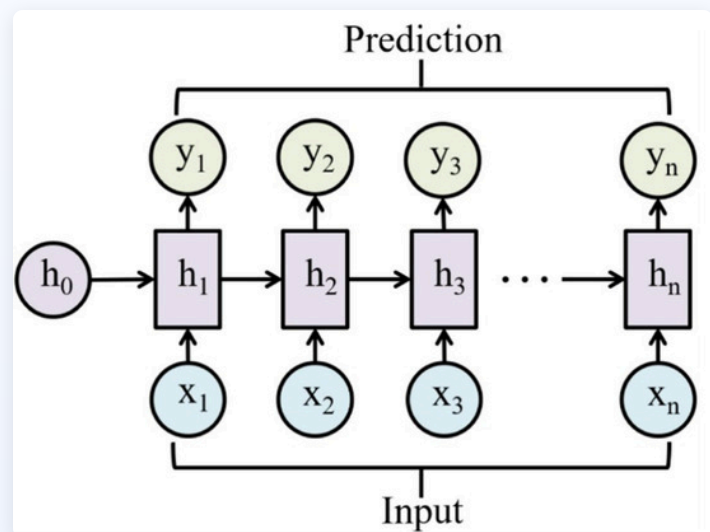 Prediction
y₁ y₂ y₃ yₙ
h₀ h₁ h₂ h₃ ... hₙ
x₁ x₂ x₃ xₙ
Input